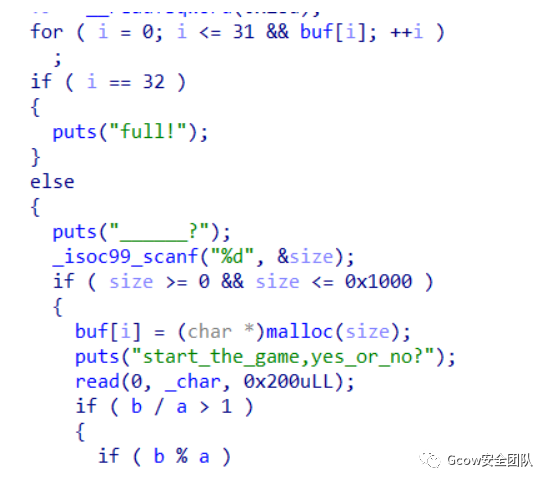 for ( i = 0; i <= 31 && buf[i]; ++i )
;
if ( i == 32 )
{
puts("full!");
}
else
{
puts("______?");
_isoc99_scanf("%d", &size);
if ( size >= 0 && size <= 0x1000 )
{
buf[i] = (char *)malloc(size);
puts("start_the_game,yes_or_no?");
read(0, _char, 0x200uLL);
if ( b / a > 1 )
{
if ( b % a )
Gcow安全团队